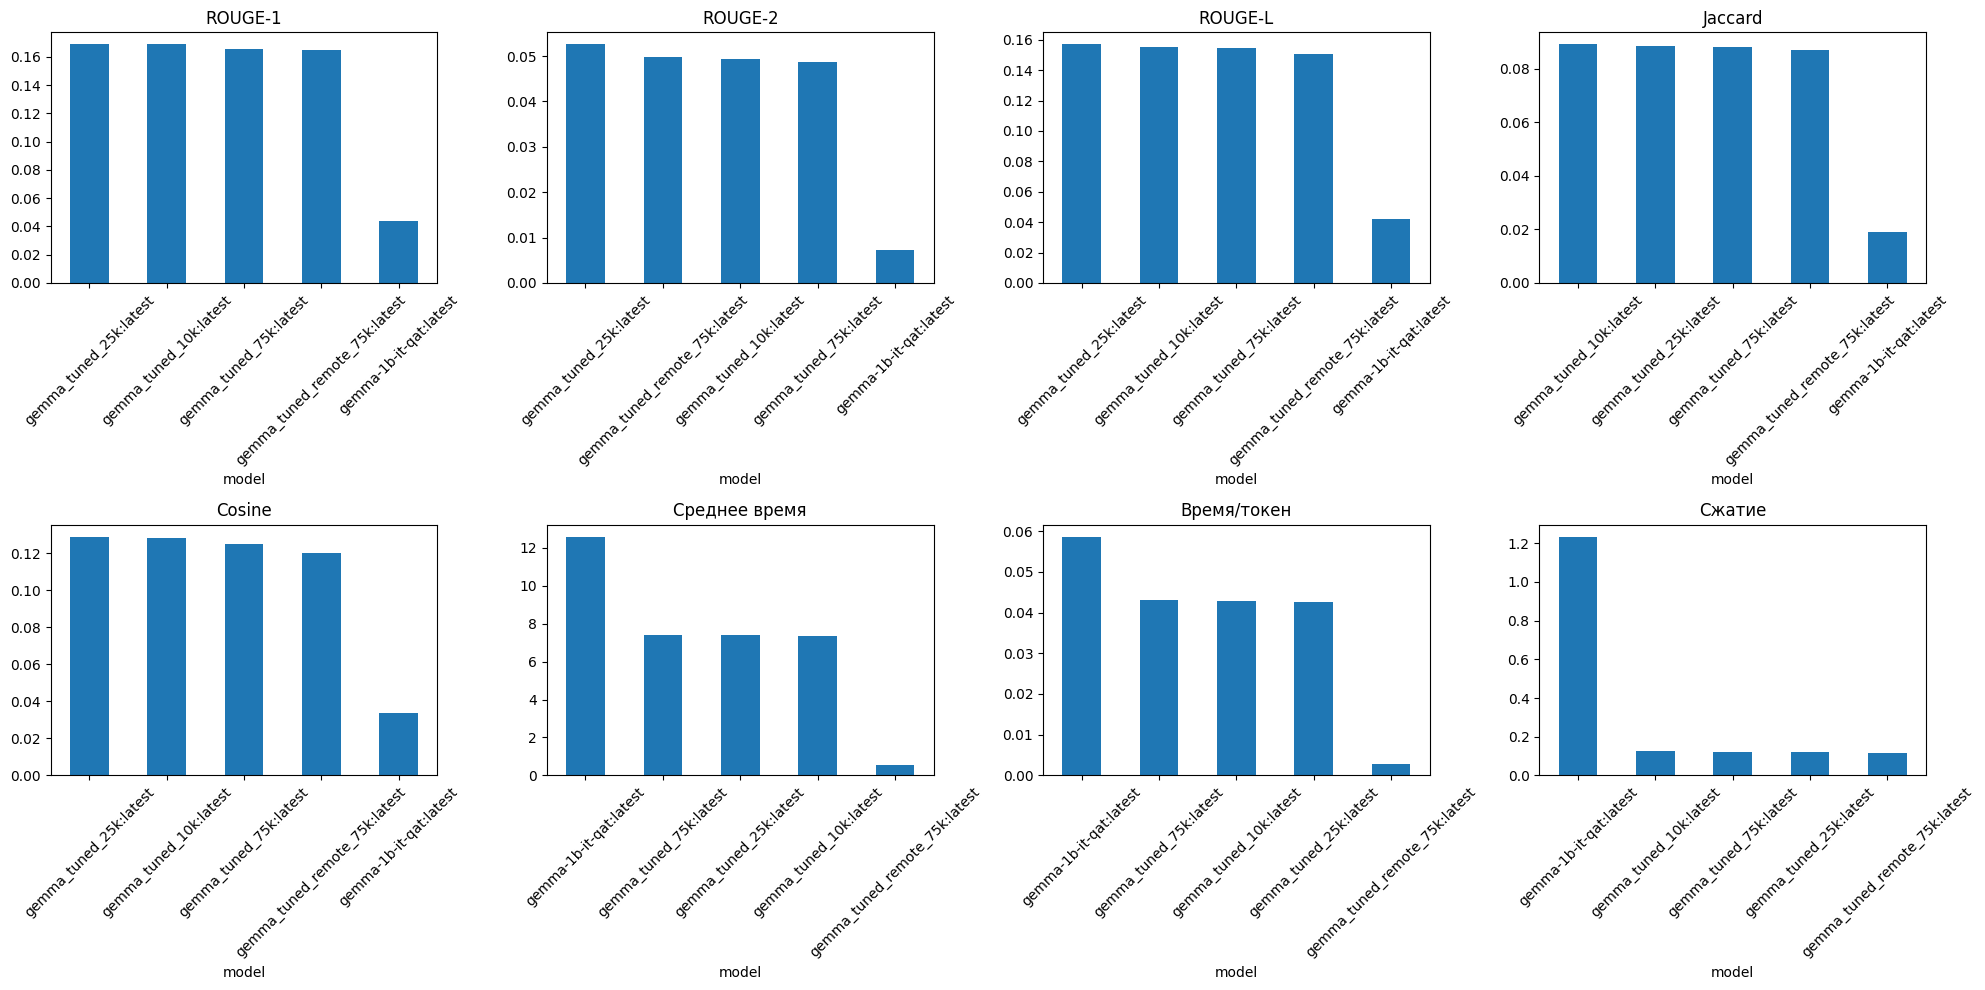 ROUGE-1
0.16
0.14
0.12
0.10
0.08
0.06
0.04
0.02
0.00
gemma_tuned_25k:latest
gemma_tuned_10k:latest
gemma_tuned_75k:latest
gemma_tuned_remote_75k:latest
gemma-1b-it-qat:latest
model
ROUGE-2
0.05
0.04
0.03
0.02
0.01
0.00
gemma_tuned_25k:latest
gemma_tuned_remote_75k:latest
gemma_tuned_10k:latest
gemma_tuned_75k:latest
gemma-1b-it-qat:latest
model
ROUGE-L
0.16
0.14
0.12
0.10
0.08
0.06
0.04
0.02
0.00
gemma_tuned_25k:latest
gemma_tuned_10k:latest
gemma_tuned_75k:latest
gemma_tuned_remote_75k:latest
gemma-1b-it-qat:latest
model
Jaccard
0.08
0.06
0.04
0.02
0.00
gemma_tuned_10k:latest
gemma_tuned_25k:latest
gemma_tuned_75k:latest
gemma_tuned_remote_75k:latest
gemma-1b-it-qat:latest
model
Cosine
0.12
0.10
0.08
0.06
0.04
0.02
0.00
gemma_tuned_25k:latest
gemma_tuned_10k:latest
gemma_tuned_75k:latest
gemma_tuned_remote_75k:latest
gemma-1b-it-qat:latest
model
Среднее время
12
10
8
6
4
2
0
gemma-1b-it-qat:latest
gemma_tuned_75k:latest
gemma_tuned_25k:latest
gemma_tuned_10k:latest
gemma_tuned_remote_75k:latest
model
Время/токен
0.06
0.05
0.04
0.03
0.02
0.01
0.00
gemma-1b-it-qat:latest
gemma_tuned_75k:latest
gemma_tuned_10k:latest
gemma_tuned_25k:latest
gemma_tuned_remote_75k:latest
model
Сжатие
1.2
1.0
0.8
0.6
0.4
0.2
0.0
gemma-1b-it-qat:latest
gemma_tuned_10k:latest
gemma_tuned_75k:latest
gemma_tuned_25k:latest
gemma_tuned_remote_75k:latest
model